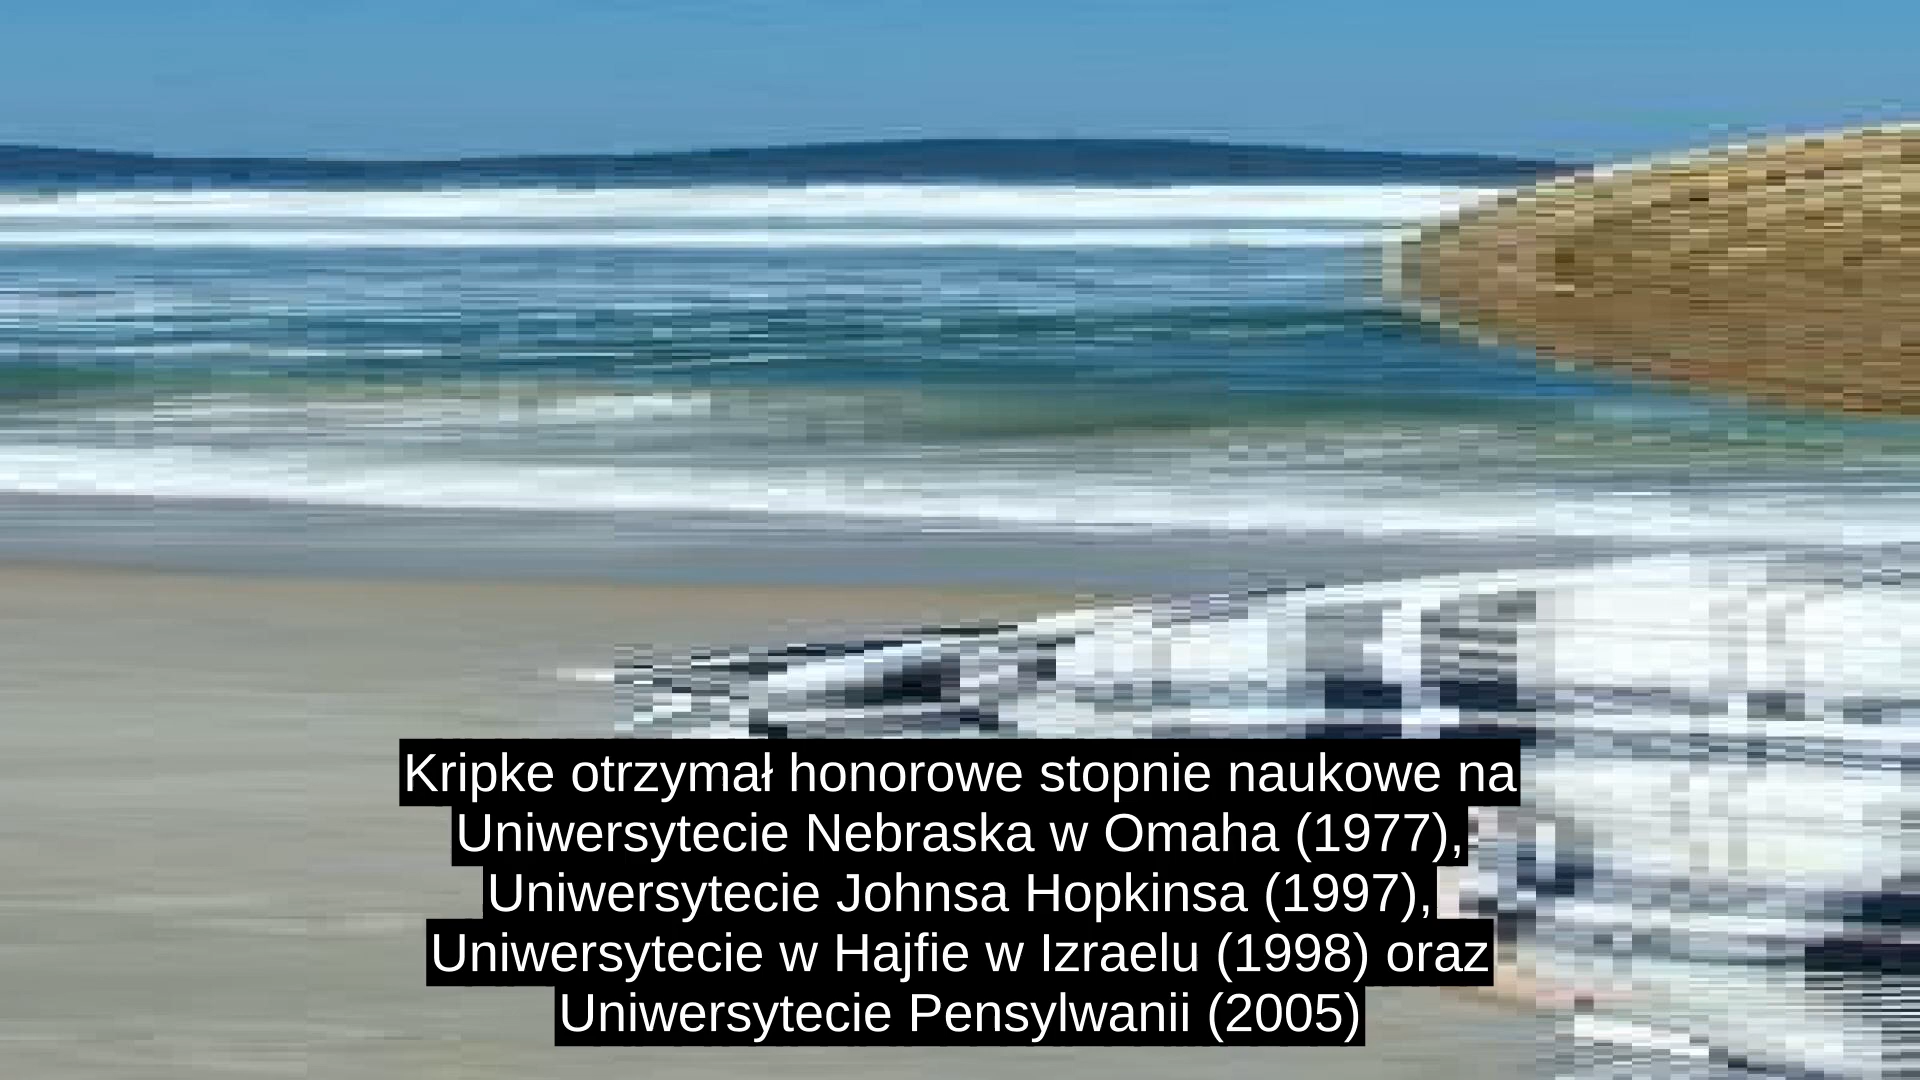 Kripke otrzymał honorowe stopnie naukowe na
Uniwersytecie Nebraska w Omaha (1977),
Uniwersytecie Johnsa Hopkinsa (1997),
Uniwersytecie w Hajfie w Izraelu (1998) oraz
Uniwersytecie Pensylwanii (2005)